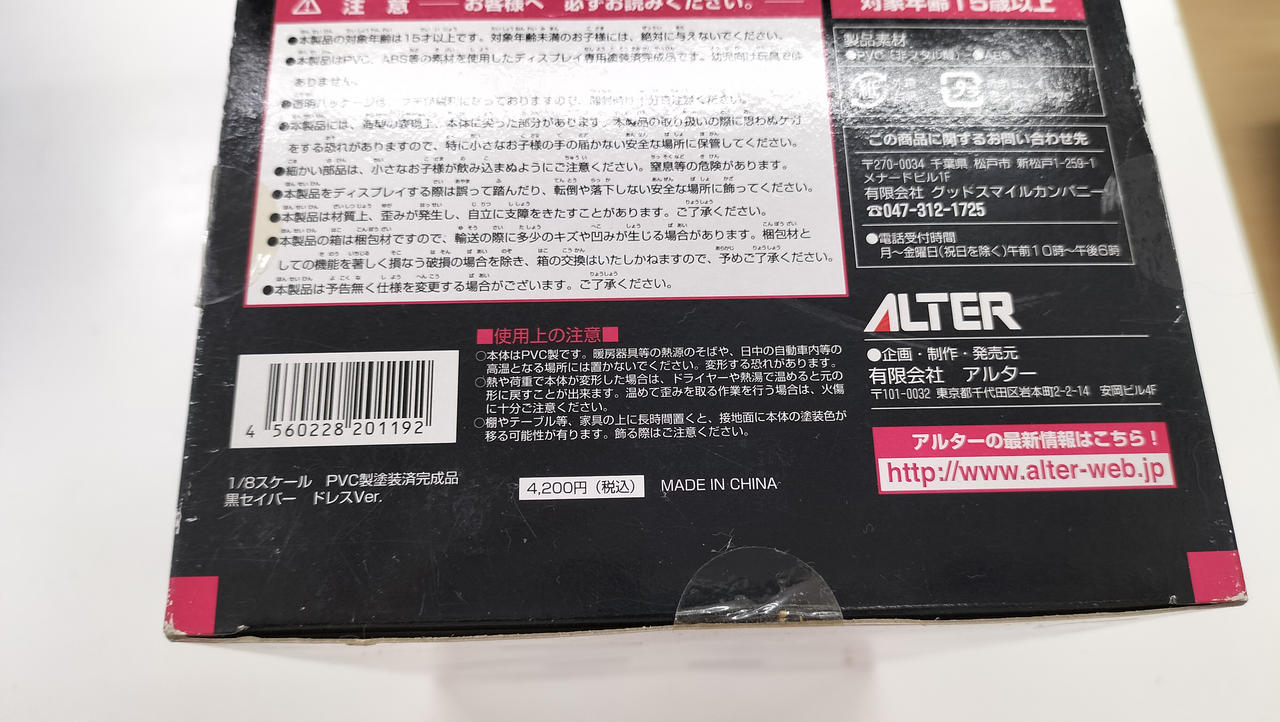 注意 お客様へ 必ずお読みください。
●本製品の対象年齢は15才以上です。対象年齢未満のお子様には、絶対に与えないでください。
●本製品はPVC、ABS等の素材を使用したディスプレイ専用塗装済完成品です。幼児向け玩具では
ありません。
●本製品には、造型の表現上、本体に尖った部分があります。本製品の取り扱いの際に思わぬケガ
をする恐れがありますので、特に小さなお子様の手の届かない安全な場所に保管してください。
●細かい部品は、小さなお子様が飲み込まぬようにご注意ください。窒息等の危険があります。
●本製品をディスプレイする際は誤って踏んだり、転倒や落下しない安全な場所に飾ってください。
●本製品は材質上、歪みが発生し、自立に支障をきたすことがあります。ご了承ください。
●本製品の箱は梱包材ですので、輸送の際に多少のキズや凹みが生じる場合があります。梱包材と
しての機能を著しく損なう破損の場合を除き、箱の交換はいたしかねますので、予めご了承ください。
●本製品は予告無く仕様を変更する場合がございます。ご了承ください。
対象年齢15歳以上
製品素材
●PVC(非フタル酸) ●ABS
紙
プラ
この商品に関するお問い合わせ先
〒270-0034 千葉県 松戸市 新松戸1-259-1
メナードビル1F
有限会社 グッドスマイルカンパニー
☎047-312-1725
●電話受付時間
月〜金曜日(祝日を除く)午前10時〜午後6時
ALTER
●企画・制作・発売元
有限会社 アルター
〒101-0032 東京都千代田区岩本町2-2-14 安岡ビル4F
アルターの最新情報はこちら！
http://www.alter-web.jp
■使用上の注意■
○本体はPVC製です。暖房器具等の熱源のそばや、日中の自動車内等の
高温となる場所には置かないでください。変形する恐れがあります。
○熱や荷重で本体が変形した場合は、ドライヤーや熱湯で温めると元の
形に戻すことが出来ます。温めて歪みを取る作業を行う場合は、火傷
に十分ご注意ください。
○棚やテーブル等、家具の上に長時間置くと、接地面に本体の塗装色が
移る可能性が有ります。飾る際はご注意ください。
4 560228 201192
1/8スケール PVC製塗装済完成品
黒セイバー ドレスVer.
4,200円（税込）
MADE IN CHINA